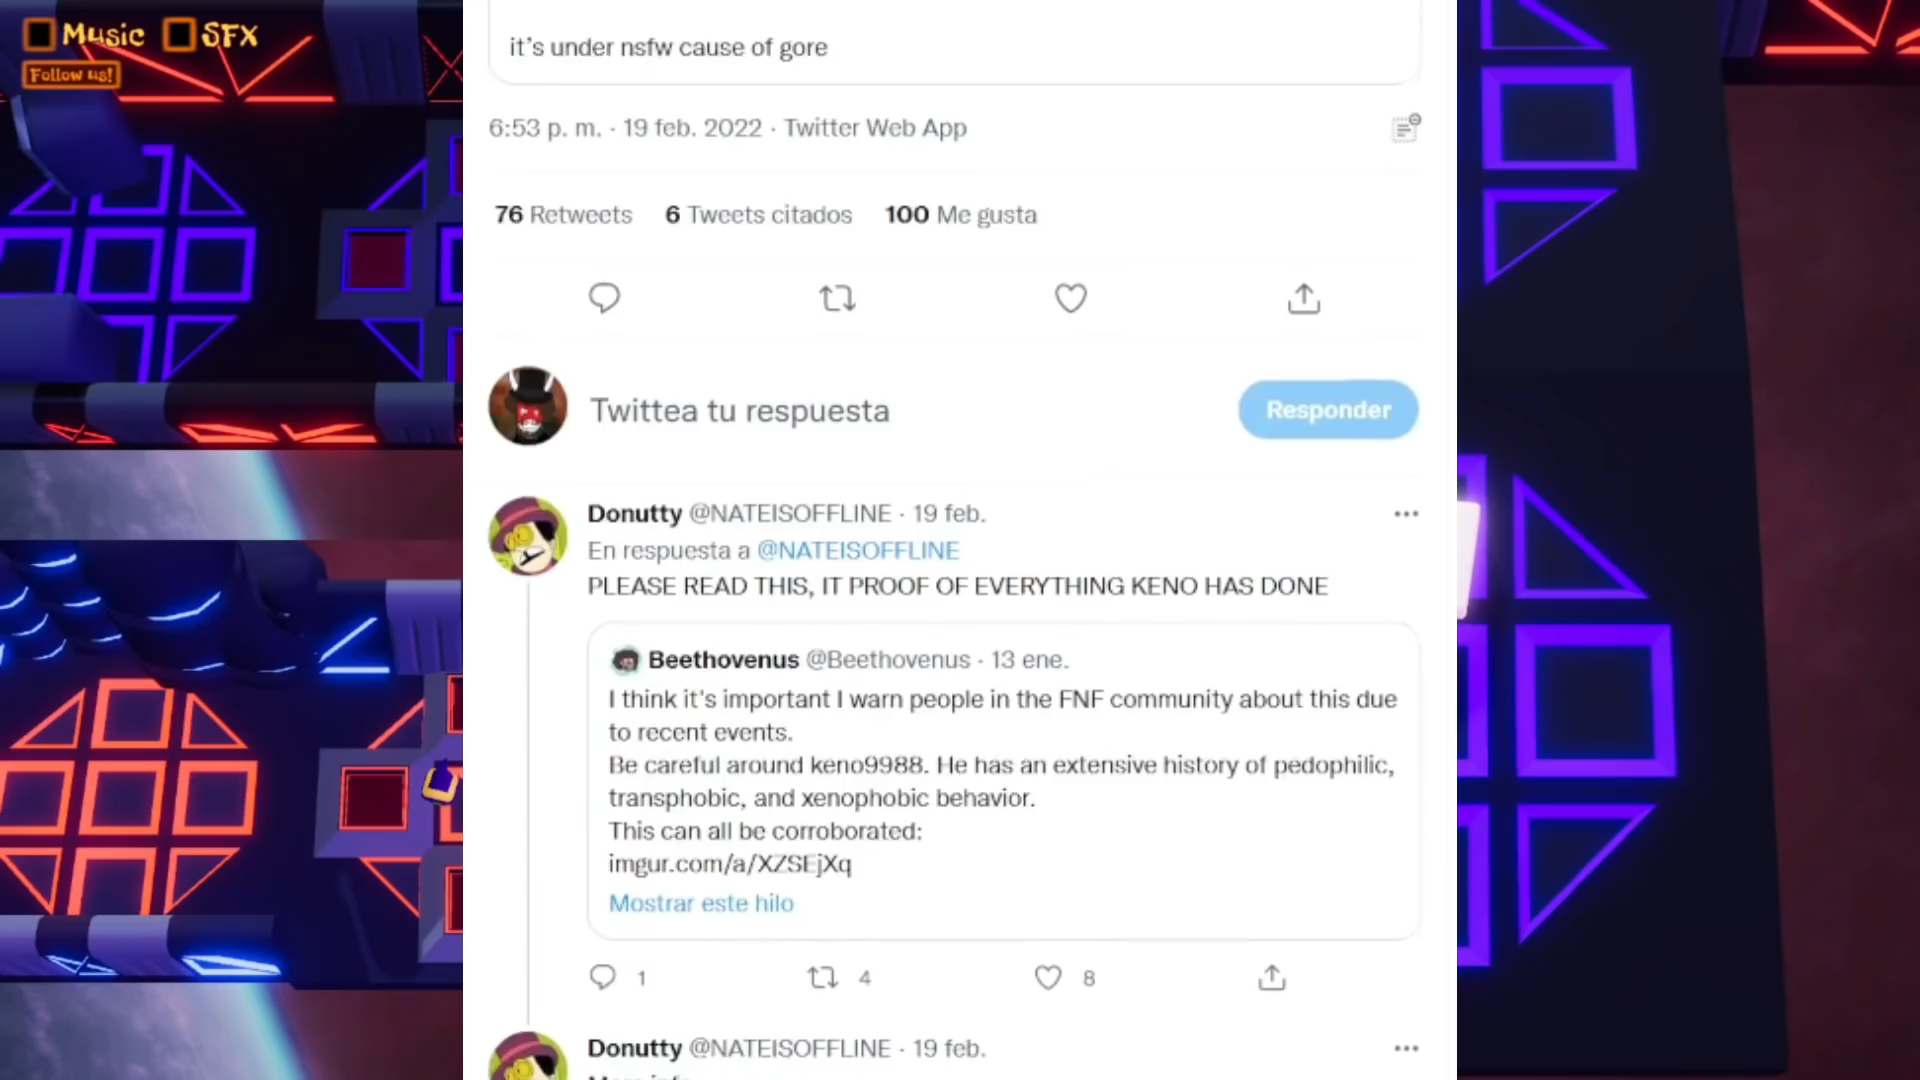 Music SFX
Follow us!
it's under nsfw cause of gore
6:53 p. m. · 19 feb. 2022 · Twitter Web App
76 Retweets 6 Tweets citados 100 Me gusta
Twittea tu respuesta
Responder
Donutty @NATEISOFFLINE · 19 feb.
En respuesta a @NATEISOFFLINE
PLEASE READ THIS, IT PROOF OF EVERYTHING KENO HAS DONE
Beethovenus @Beethovenus · 13 ene.
I think it's important I warn people in the FNF community about this due
to recent events.
Be careful around keno9988. He has an extensive history of pedophilic,
transphobic, and xenophobic behavior.
This can all be corroborated:
imgur.com/a/XZSEjXq
Mostrar este hilo
1 4 8
Donutty @NATEISOFFLINE · 19 feb.